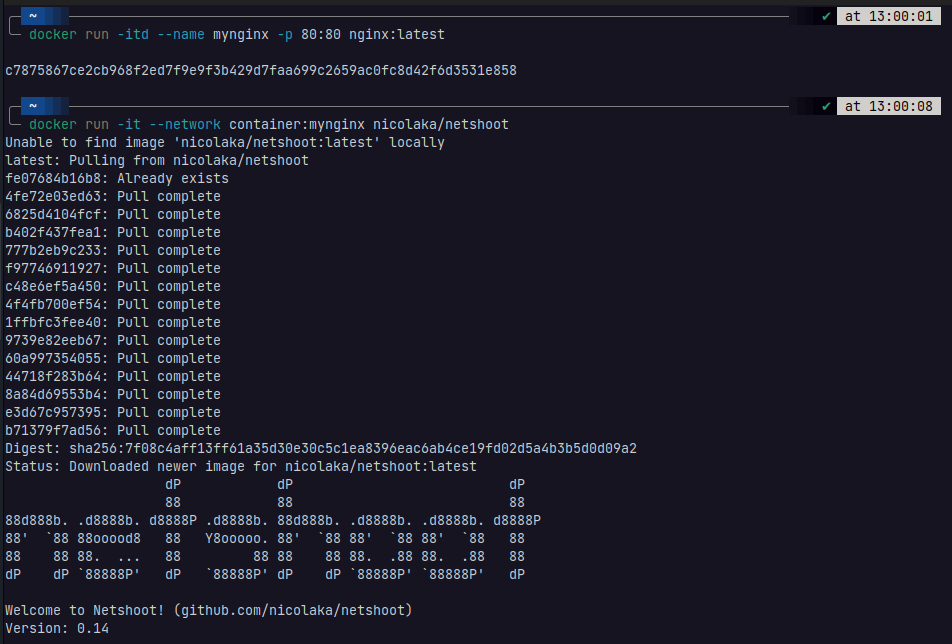 ~ ✔ at 13:00:01
docker run -itd --name mynginx -p 80:80 nginx:latest
c7875867ce2cb968f2ed7f9e9f3b429d7faa699c2659ac0fc8d42f6d3531e858
~ ✔ at 13:00:08
docker run -it --network container:mynginx nicolaka/netshoot
Unable to find image 'nicolaka/netshoot:latest' locally
latest: Pulling from nicolaka/netshoot
fe07684b16b8: Already exists
4fe72e03ed63: Pull complete
6825d4104fcf: Pull complete
b402f437fea1: Pull complete
777b2eb9c233: Pull complete
f97746911927: Pull complete
c48e6ef5a450: Pull complete
4f4fb700ef54: Pull complete
1ffbfc3fee40: Pull complete
9739e82eeb67: Pull complete
60a997354055: Pull complete
44718f283b64: Pull complete
8a84d69553b4: Pull complete
e3d67c957395: Pull complete
b71379f7ad56: Pull complete
Digest: sha256:7f08c4aff13ff61a35d30e30c5c1ea8396eac6ab4ce19fd02d5a4b3b5d0d09a2
Status: Downloaded newer image for nicolaka/netshoot:latest
                    dP            dP                           dP
                    88            88                           88
88d888b. .d8888b. d8888P .d8888b. 88d888b. .d8888b. .d8888b. d8888P
88'  `88 88ooood8   88   Y8ooooo. 88'  `88 88'  `88 88'  `88   88
88    88 88.  ...   88         88 88    88 88.  .88 88.  .88   88
dP    dP `88888P'   dP   `88888P' dP    dP `88888P' `88888P'   dP
Welcome to Netshoot! (github.com/nicolaka/netshoot)
Version: 0.14